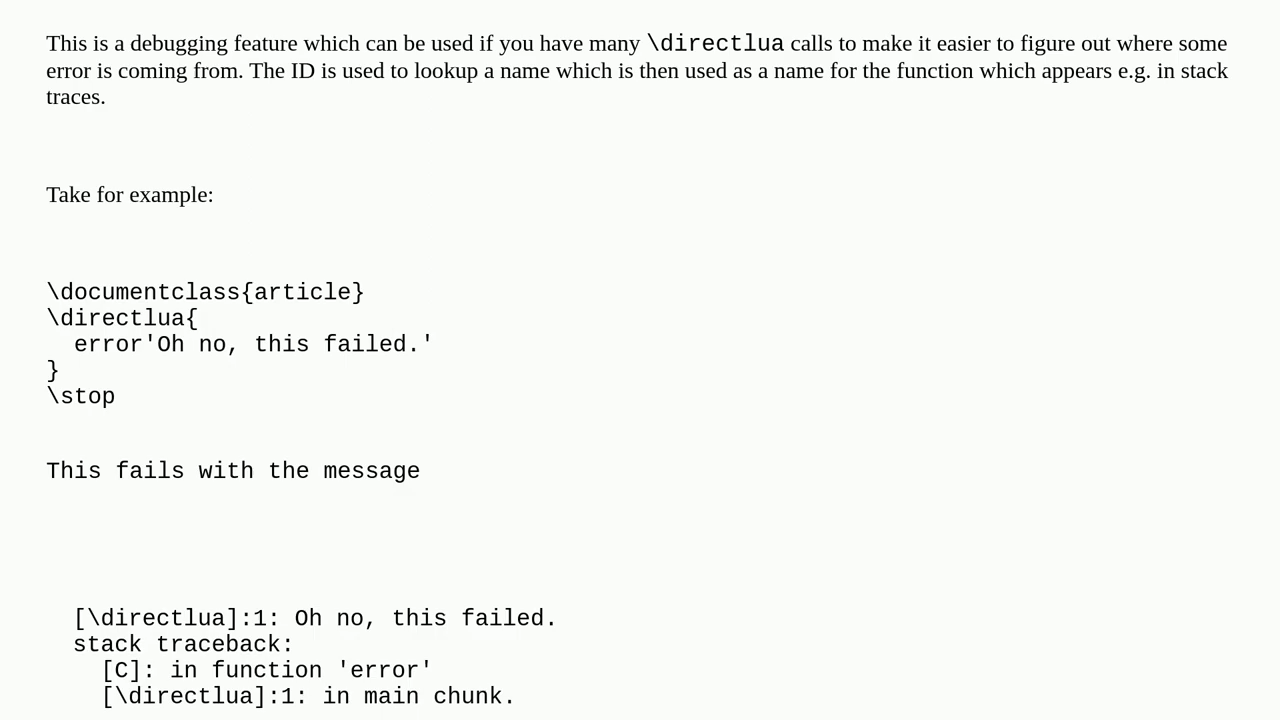 This is a debugging feature which can be used if you have many \directlua calls to make it easier to figure out where some
error is coming from. The ID is used to lookup a name which is then used as a name for the function which appears e.g. in stack
traces.
Take for example:
\documentclass{article}
\directlua{
  error'Oh no, this failed.'
}
\stop
This fails with the message
[\directlua]:1: Oh no, this failed.
stack traceback:
  [C]: in function 'error'
  [\directlua]:1: in main chunk.